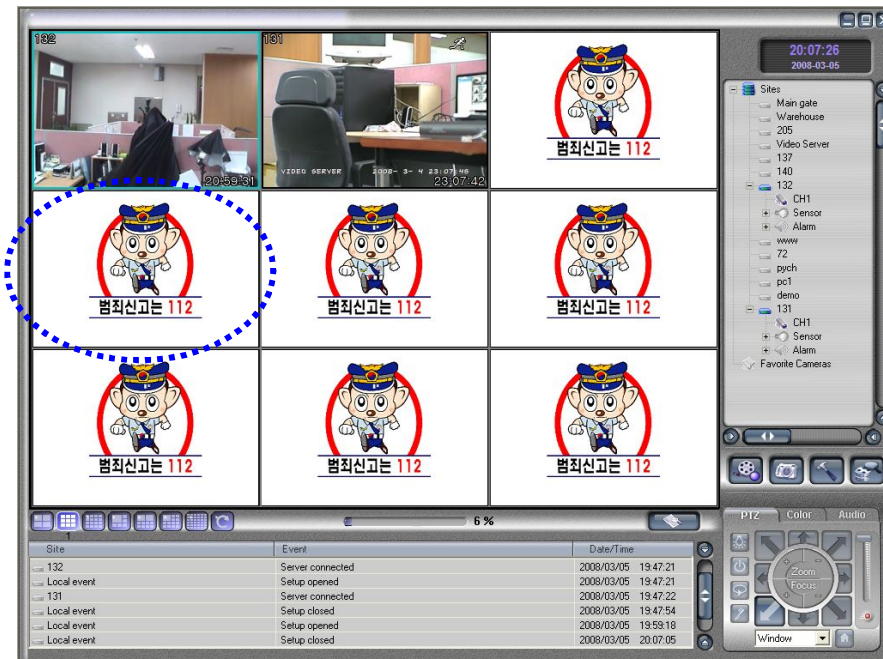 132
20:59:31
131
VIDEO SERVER 2008- 3- 4 23:07:46
23:07:42
범죄신고는 112
범죄신고는 112
범죄신고는 112
범죄신고는 112
범죄신고는 112
범죄신고는 112
범죄신고는 112
20:07:26
2008-03-05
Sites
Main gate
Warehouse
205
Video Server
137
140
132
CH1
Sensor
Alarm
www
72
pych
pc1
demo
131
CH1
Sensor
Alarm
Favorite Cameras
1
6 %
Site Event Date/Time
132 Server connected 2008/03/05 19:47:21
Local event Setup opened 2008/03/05 19:47:21
131 Server connected 2008/03/05 19:47:22
Local event Setup closed 2008/03/05 19:47:54
Local event Setup opened 2008/03/05 19:59:18
Local event Setup closed 2008/03/05 20:07:05
PTZ Color Audio
Zoom
Focus
Window